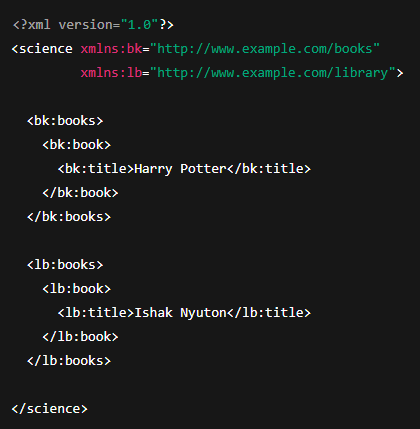 <?xml version="1.0"?>
<science xmlns:bk="http://www.example.com/books"
         xmlns:lb="http://www.example.com/library">

  <bk:books>
    <bk:book>
      <bk:title>Harry Potter</bk:title>
    </bk:book>
  </bk:books>

  <lb:books>
    <lb:book>
      <lb:title>Ishak Nyuton</lb:title>
    </lb:book>
  </lb:books>

</science>